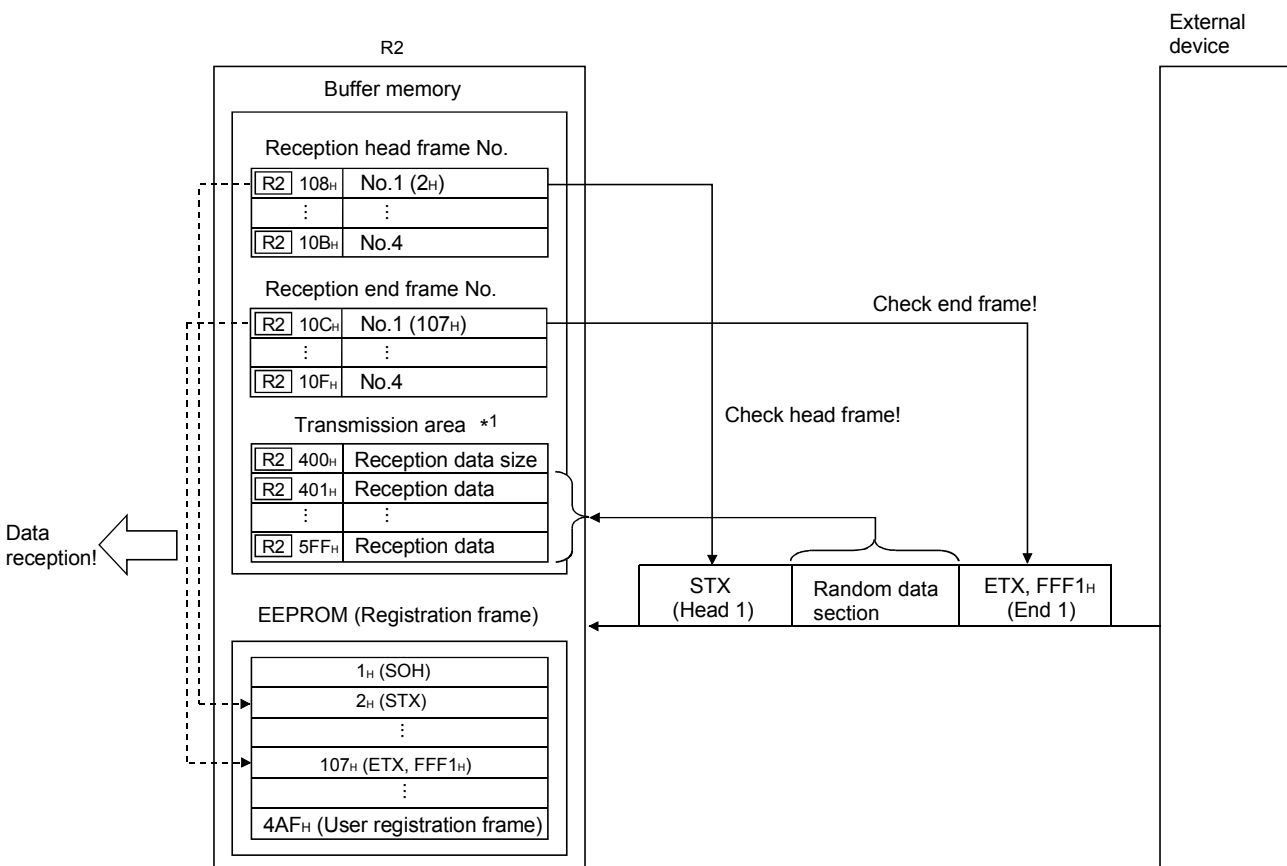 External
device
R2
Buffer memory
Reception head frame No.
R2 108H No.1 (2H)
⋮ ⋮
R2 10BH No.4
Reception end frame No.
R2 10CH No.1 (107H)
⋮ ⋮
R2 10FH No.4
Check end frame!
Check head frame!
Transmission area *1
R2 400H Reception data size
R2 401H Reception data
⋮ ⋮
R2 5FFH Reception data
Data
reception!
STX
(Head 1)
Random data
section
ETX, FFF1H
(End 1)
EEPROM (Registration frame)
1H (SOH)
2H (STX)
⋮
107H (ETX, FFF1H)
⋮
4AFH (User registration frame)